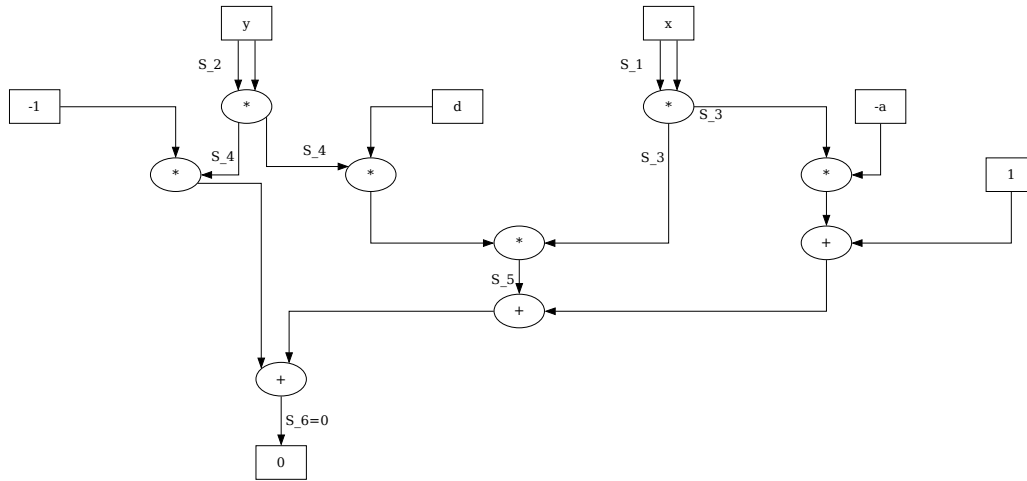 y
x
S_2
S_1
-1
*
d
*
S_3
-a
S_4
S_4
S_3
*
*
*
1
*
+
S_5
+
+
S_6=0
0